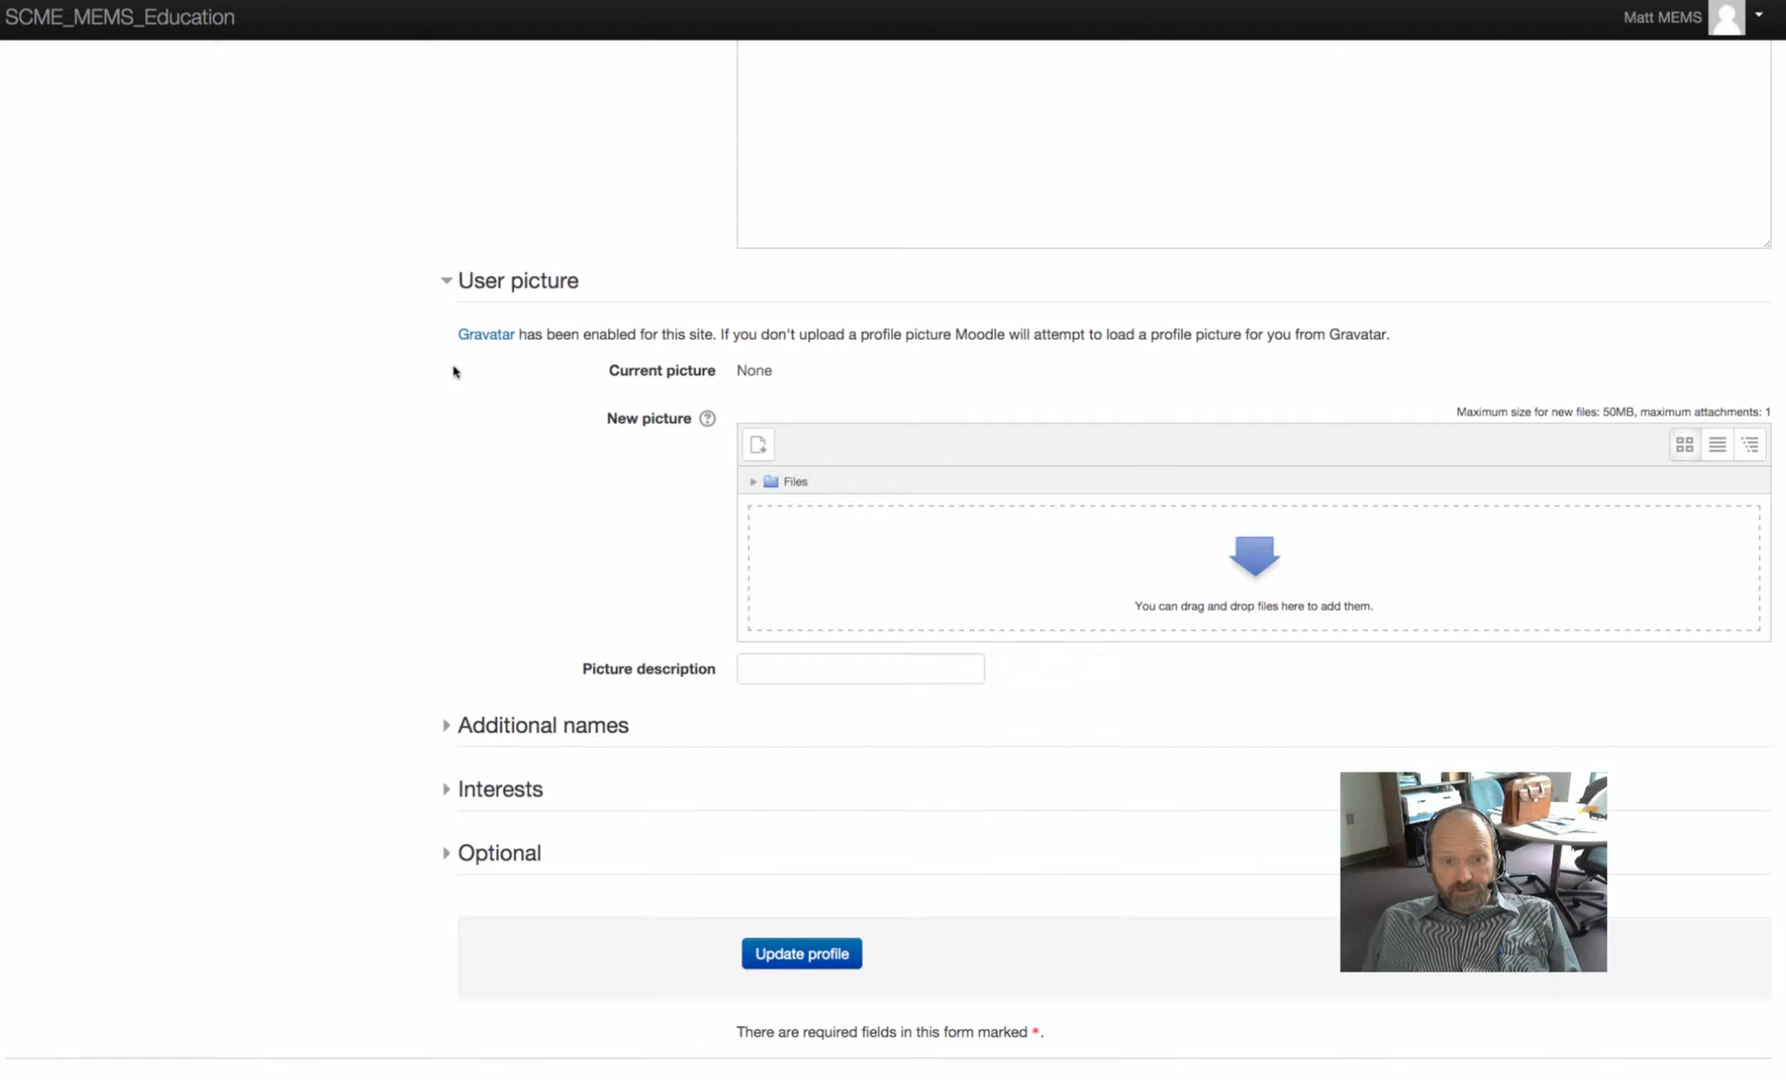 SCME_MEMS_Education
Matt MEMS
User picture
Gravatar has been enabled for this site. If you don't upload a profile picture Moodle will attempt to load a profile picture for you from Gravatar.
Current picture None
Maximum size for new files: 50MB, maximum attachments: 1
New picture
Files
You can drag and drop files here to add them.
Picture description
Additional names
Interests
Optional
Update profile
There are required fields in this form marked *.